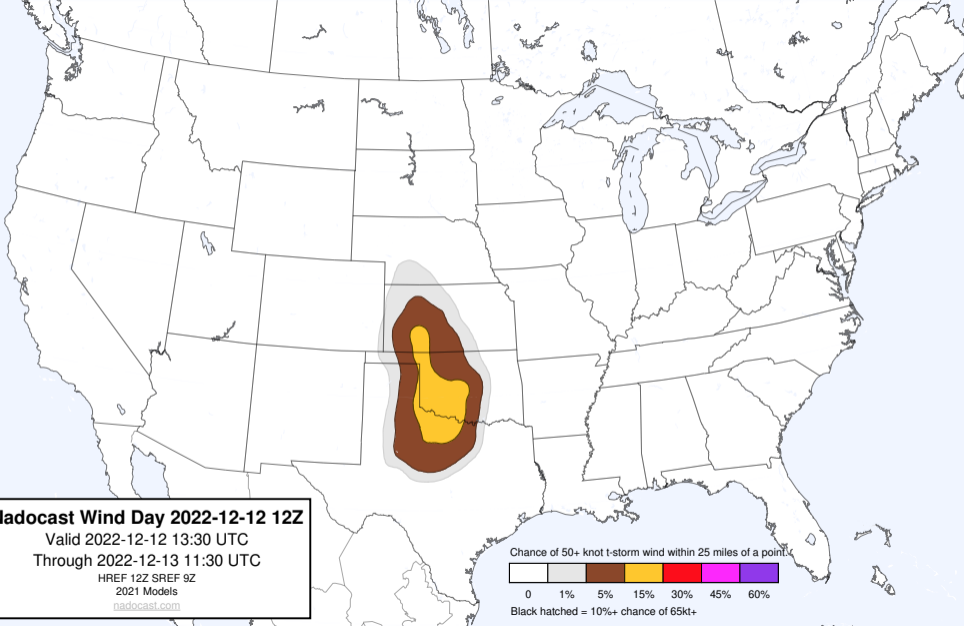 adocast Wind Day 2022-12-12 12Z
Valid 2022-12-12 13:30 UTC
Through 2022-12-13 11:30 UTC
HREF 12Z SREF 9Z
2021 Models
nadocast.com
Chance of 50+ knot t-storm wind within 25 miles of a point.
0 1% 5% 15% 30% 45% 60%
Black hatched = 10%+ chance of 65kt+